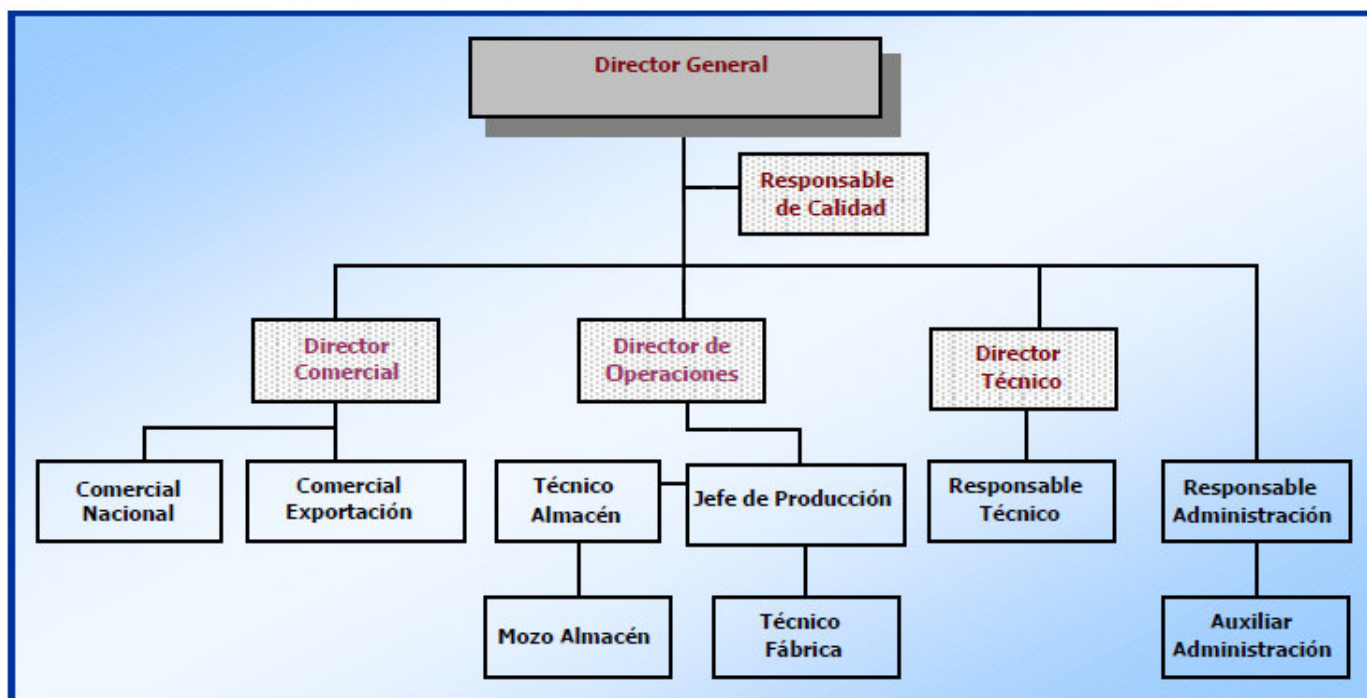 Director General
Responsable
de Calidad
Director
Comercial
Director de
Operaciones
Director
Técnico
Comercial
Nacional
Comercial
Exportación
Técnico
Almacén
Jefe de Producción
Responsable
Técnico
Responsable
Administración
Mozo Almacén
Técnico
Fábrica
Auxiliar
Administración